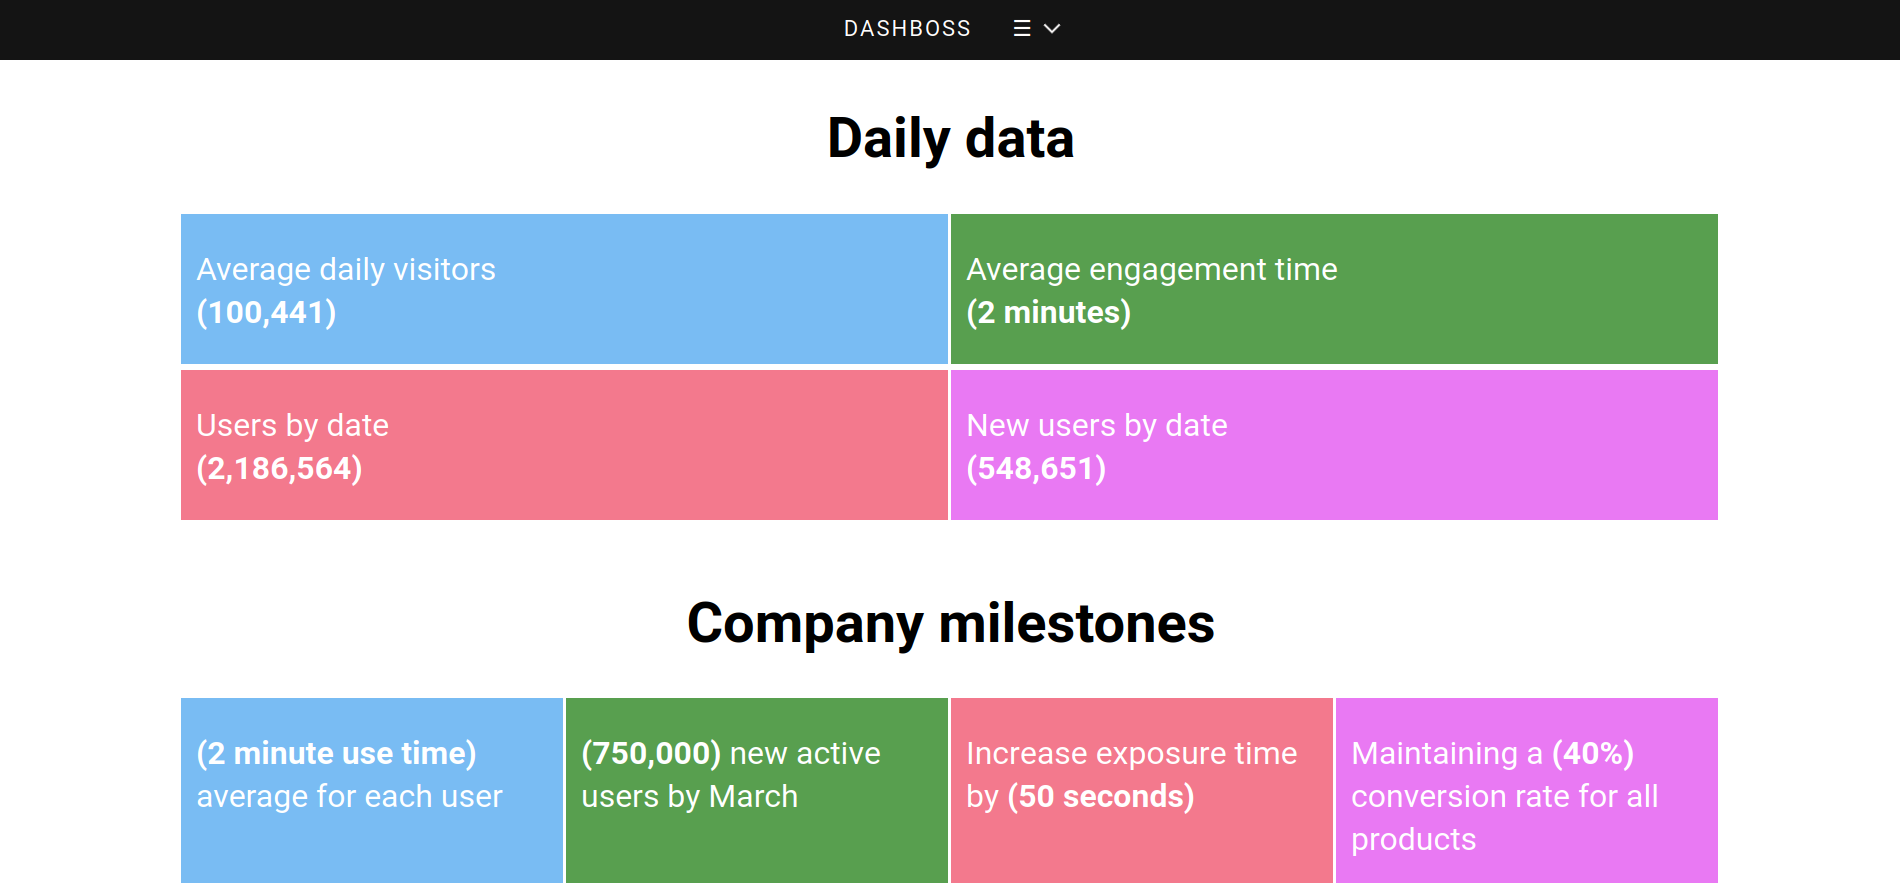 DASHBOSS
Daily data
Average daily visitors
(100,441)
Average engagement time
(2 minutes)
Users by date
(2,186,564)
New users by date
(548,651)
Company milestones
(2 minute use time)
average for each user
(750,000) new active
users by March
Increase exposure time
by (50 seconds)
Maintaining a (40%)
conversion rate for all
products